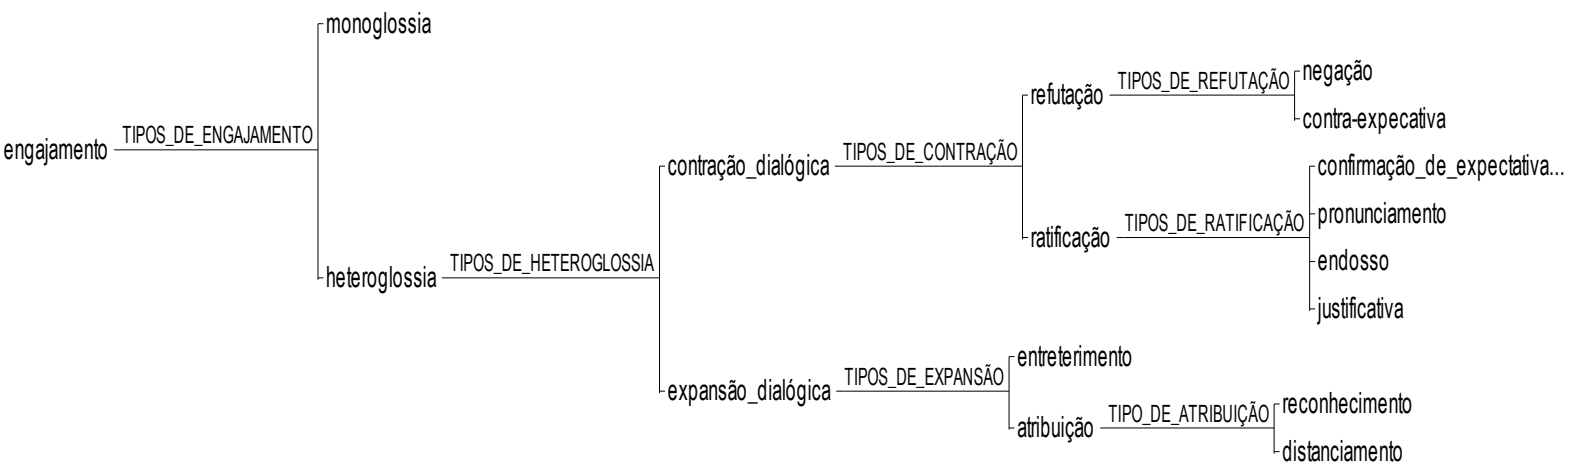 monoglossia
engajamento TIPOS_DE_ENGAJAMENTO
heteroglossia TIPOS_DE_HETEROGLOSSIA
contração_dialógica TIPOS_DE_CONTRAÇÃO
refutação TIPOS_DE_REFUTAÇÃO
negação
contra-expecativa
ratificação TIPOS_DE_RATIFICAÇÃO
confirmação_de_expectativa...
pronunciamento
endosso
justificativa
expansão_dialógica TIPOS_DE_EXPANSÃO
entreterimento
atribuição TIPO_DE_ATRIBUIÇÃO
reconhecimento
distanciamento